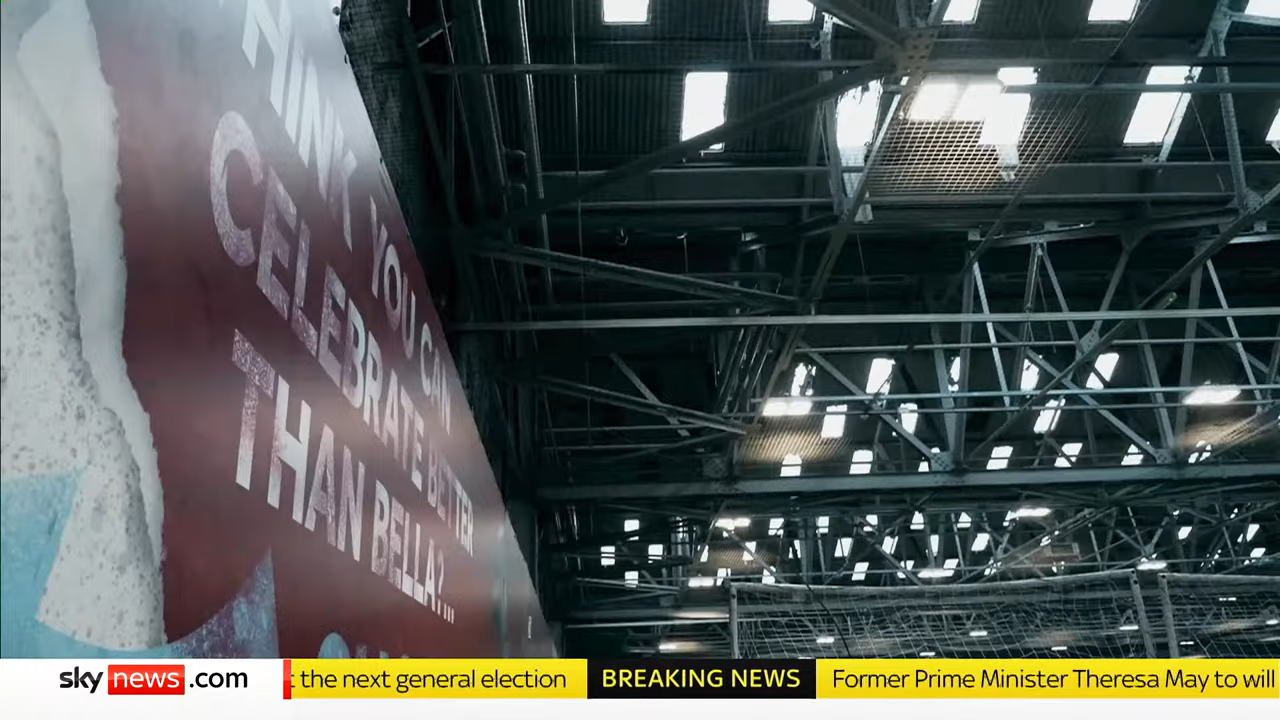 THINK YOU CAN
CELEBRATE BETTER
THAN BELLA?...
sky news .com
the next general election
BREAKING NEWS
Former Prime Minister Theresa May to will